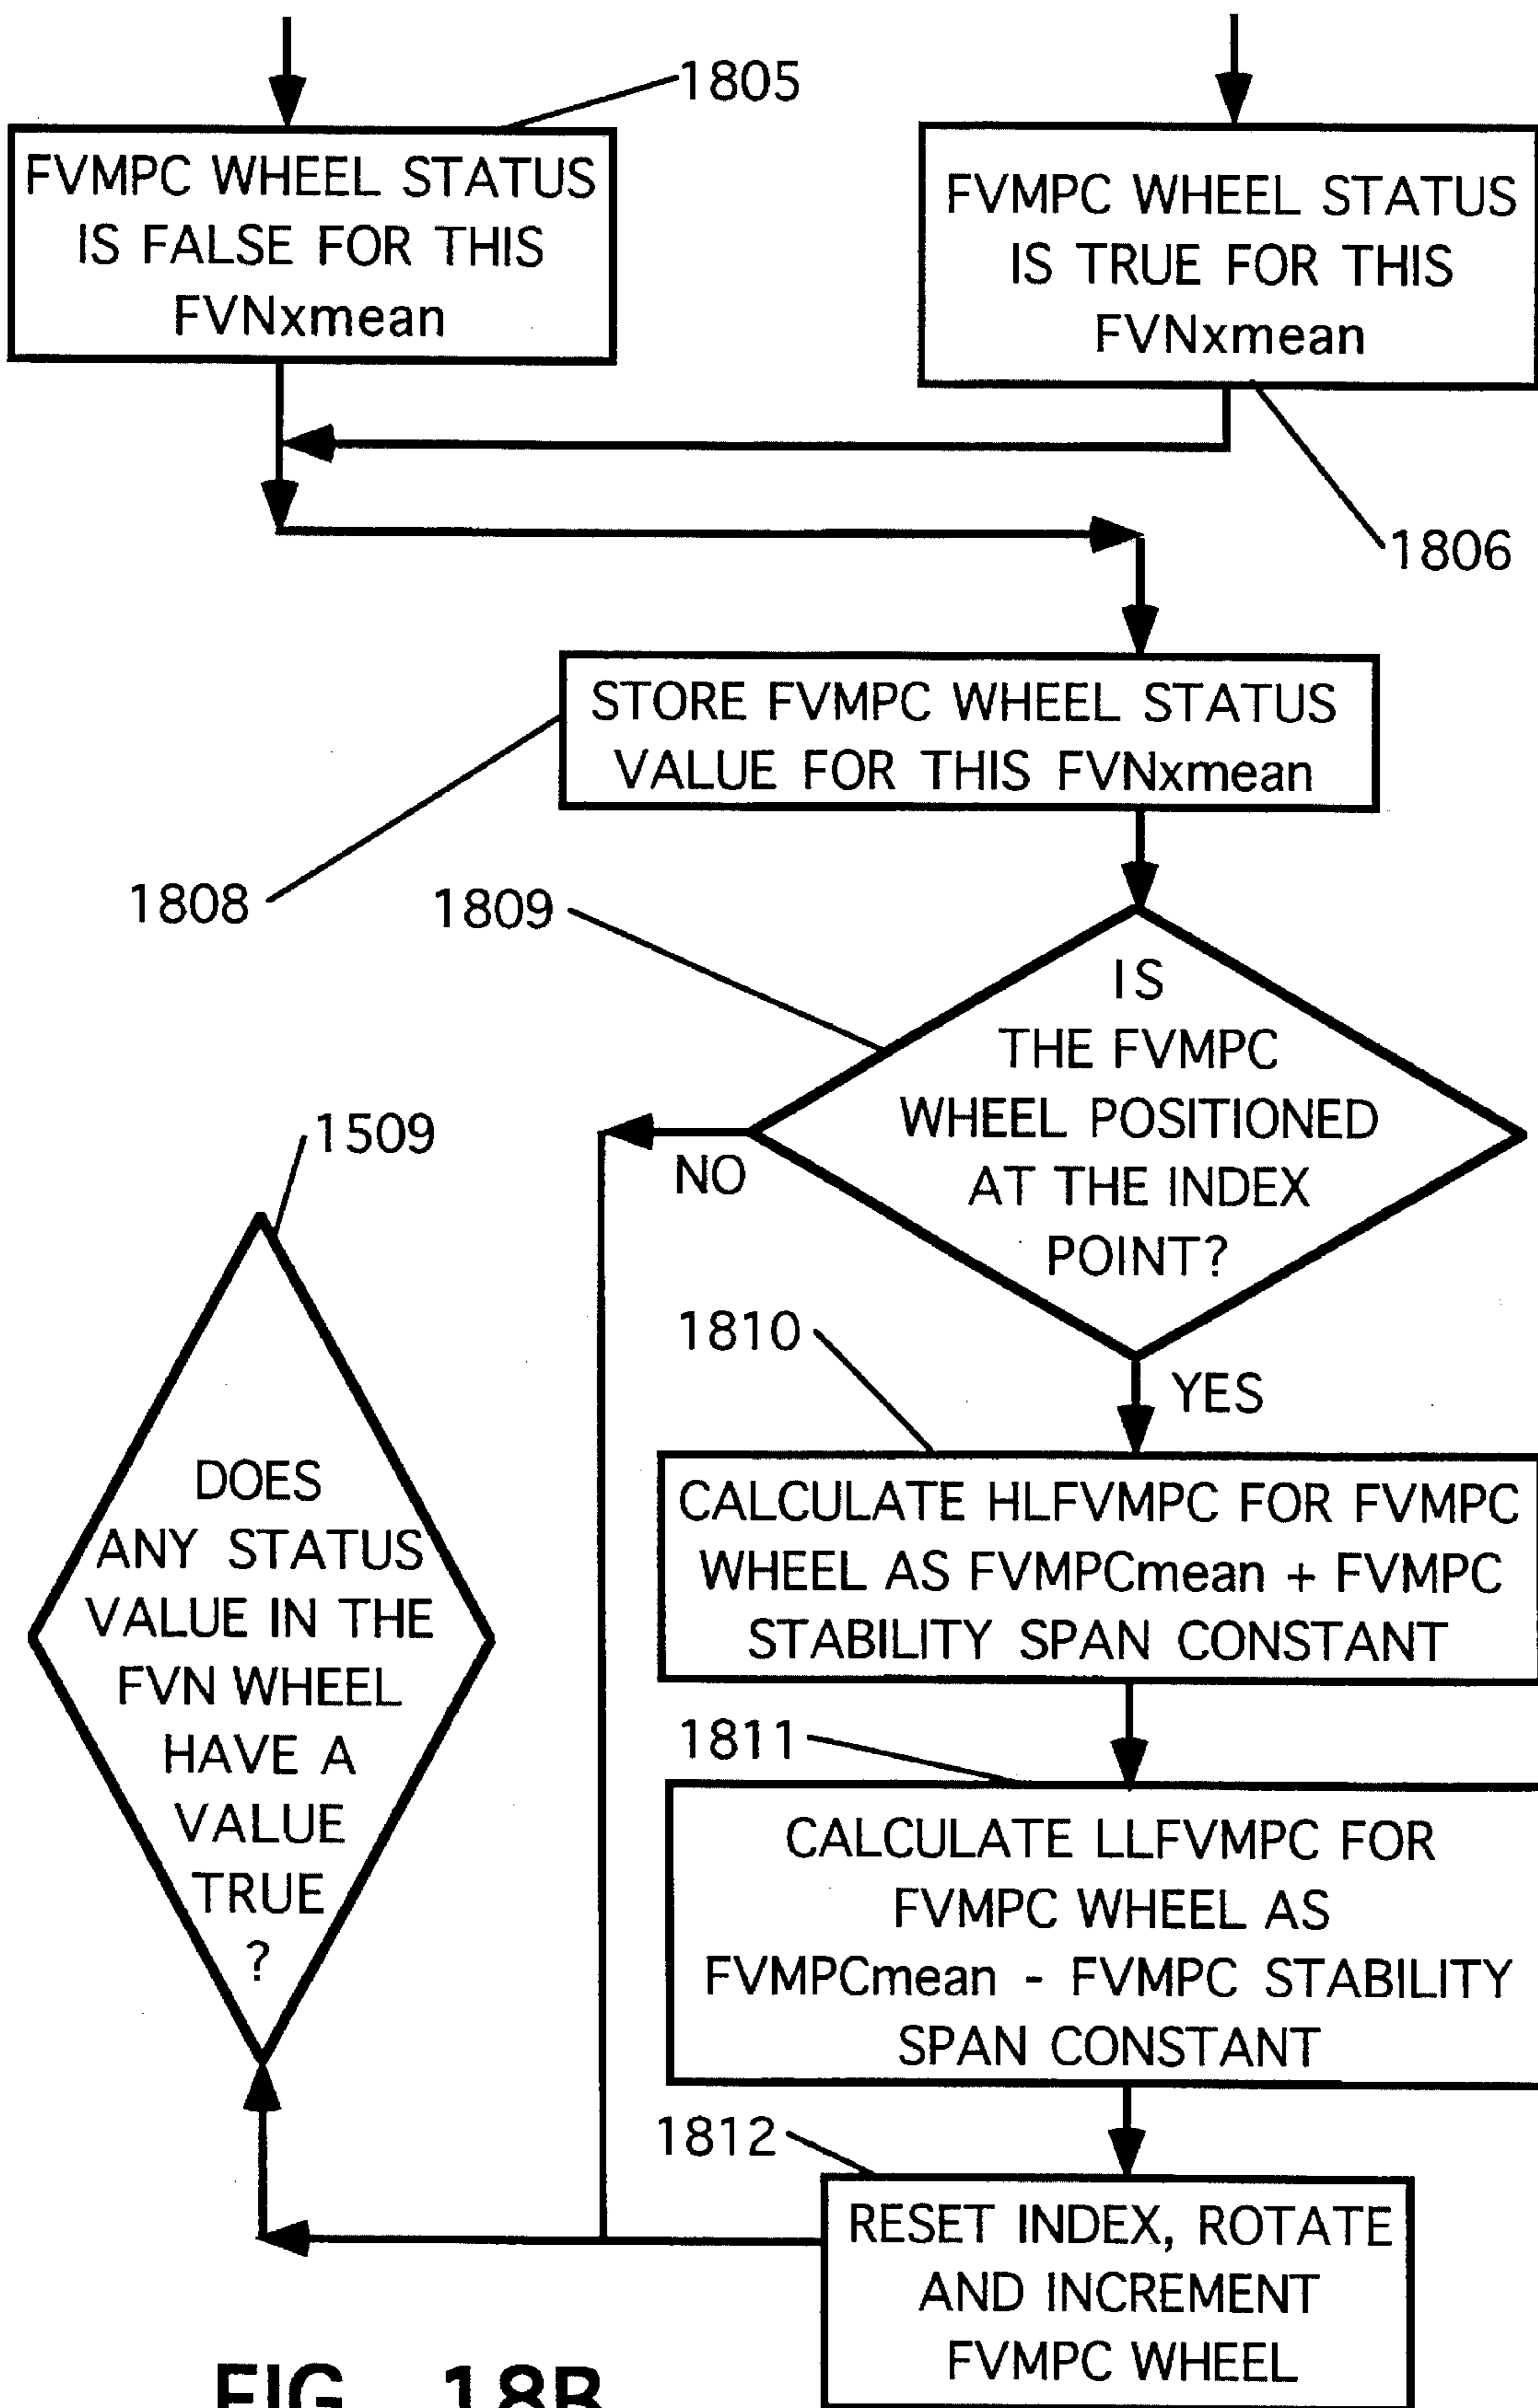 1805
FVMPC WHEEL STATUS
IS FALSE FOR THIS
FVNxmean
FVMPC WHEEL STATUS
IS TRUE FOR THIS
FVNxmean
1806
STORE FVMPC WHEEL STATUS
VALUE FOR THIS FVNxmean
1808
1809
IS
THE FVMPC
WHEEL POSITIONED
AT THE INDEX
POINT?
NO
YES
1509
DOES
ANY STATUS
VALUE IN THE
FVN WHEEL
HAVE A
VALUE
TRUE
?
1810
CALCULATE HLFVMPC FOR FVMPC
WHEEL AS FVMPCmean + FVMPC
STABILITY SPAN CONSTANT
1811
CALCULATE LLFVMPC FOR
FVMPC WHEEL AS
FVMPCmean - FVMPC STABILITY
SPAN CONSTANT
1812
RESET INDEX, ROTATE
AND INCREMENT
FVMPC WHEEL
FIG. 18B